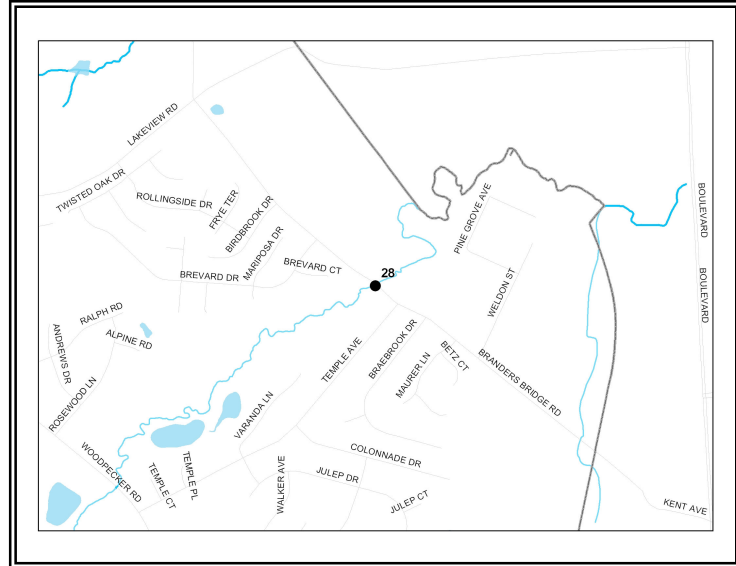 LAKEVIEW RD
TWISTED OAK DR
ROLLINGSIDE DR
FRYE TER
BIRDBROOK DR
MARIPOSA DR
BREVARD CT
BREVARD DR
28
PINE GROVE AVE
BOULEVARD
BOULEVARD
WELDON ST
RALPH RD
ALPINE RD
ANDREWS DR
ROSEWOOD LN
TEMPLE AVE
BRAEBROOK DR
MAURER LN
BETZ CT
BRANDERS BRIDGE RD
VARANDA LN
WOODPECKER RD
TEMPLE CT
TEMPLE PL
WALKER AVE
COLONNADE DR
JULEP DR
JULEP CT
KENT AVE